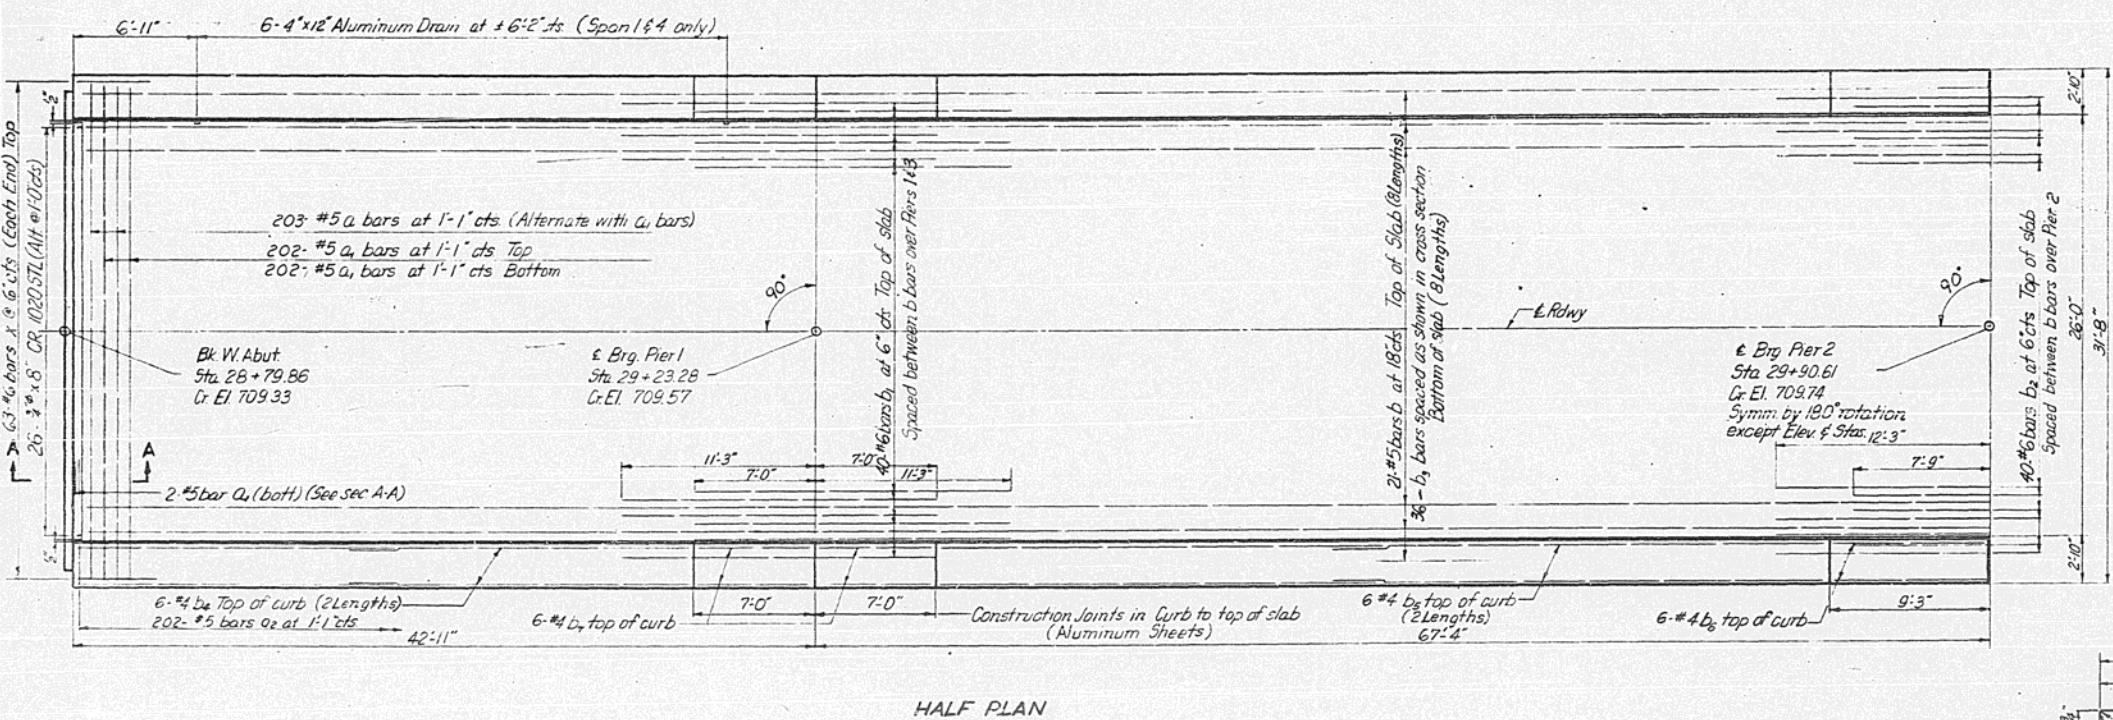 6'-11"
6-4"x12" Aluminum Drain at ± 6'-2" cts. (Span 1 & 4 only)
63-#6 bars x @ 6" cts (Each End) Top
26 - ¾"⌀ x 8" CR. 1020 STL (Alt @ 1'-0 cts)
½"
2'-10"
203- #5 a bars at 1'-1" cts. (Alternate with a₁ bars)
202- #5 a₁ bars at 1'-1" cts Top
202- #5 a₁ bars at 1'-1" cts Bottom
90°
40-#6 bars b₁ at 6" cts Top of slab
Spaced between b bars over Piers 1 & 3
21-#5 bars b at 18" cts Top of Slab (8 Lengths)
36 - b₃ bars spaced as shown in cross section
Bottom of slab (8 Lengths)
90°
40-#6 bars b₂ at 6" cts Top of slab
Spaced between b bars over Pier 2
26'-0"
31'-8"
℄ Rdwy
Bk. W. Abut.
Sta. 28+79.86
Cr. El. 709.33
℄ Brg. Pier 1
Sta. 29+23.28
Cr. El. 709.57
℄ Brg Pier 2
Sta 29+90.61
Cr. El. 709.74
Symm. by 180° rotation
except Elev. & Stas.
12'-3"
A
A
11'-3"
7'-0"
7'-0"
11'-3"
7'-9"
2-#5 bar a₁ (bott) (See sec A-A)
½"
2'-10"
6-#4 b₄ Top of curb (2 Lengths)
202- #5 bars a₂ at 1'-1" cts
42'-11"
6-#4 b₇ top of curb
7'-0"
7'-0"
Construction Joints in Curb to top of slab
(Aluminum Sheets)
6 #4 b₅ top of curb
(2 Lengths)
67'-4"
6-#4 b₆ top of curb
9'-3"
HALF PLAN